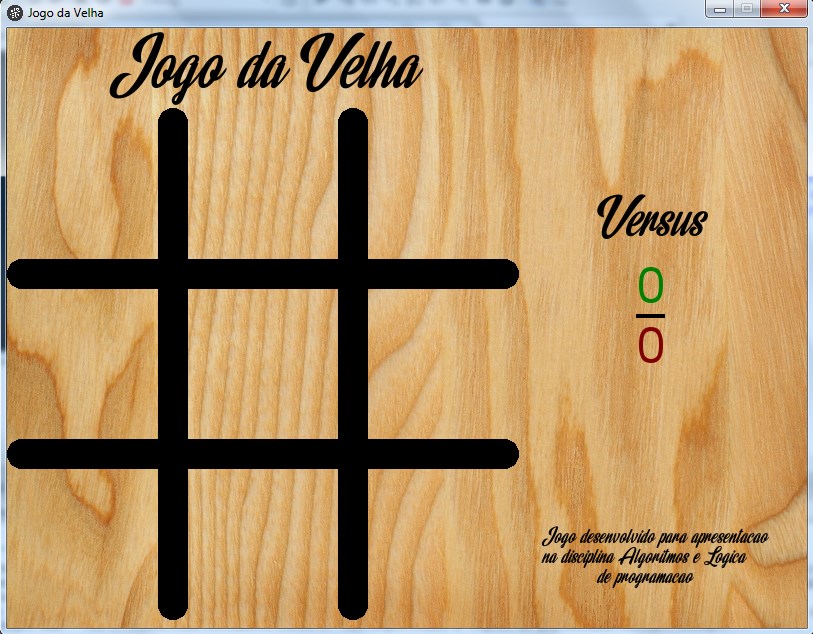 Jogo da Velha
Jogo da Velha
Versus
0
0
Jogo desenvolvido para apresentacao
na disciplina Algoritmos e Logica
de programacao